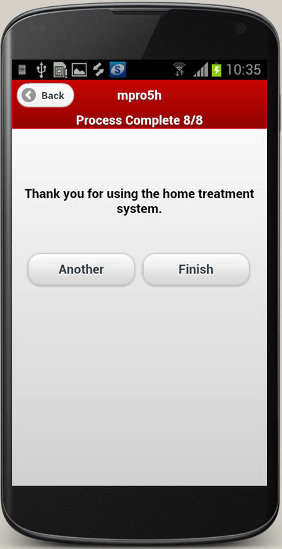 10:35
Back
mpro5h
Process Complete 8/8
Thank you for using the home treatment
system.
Another
Finish